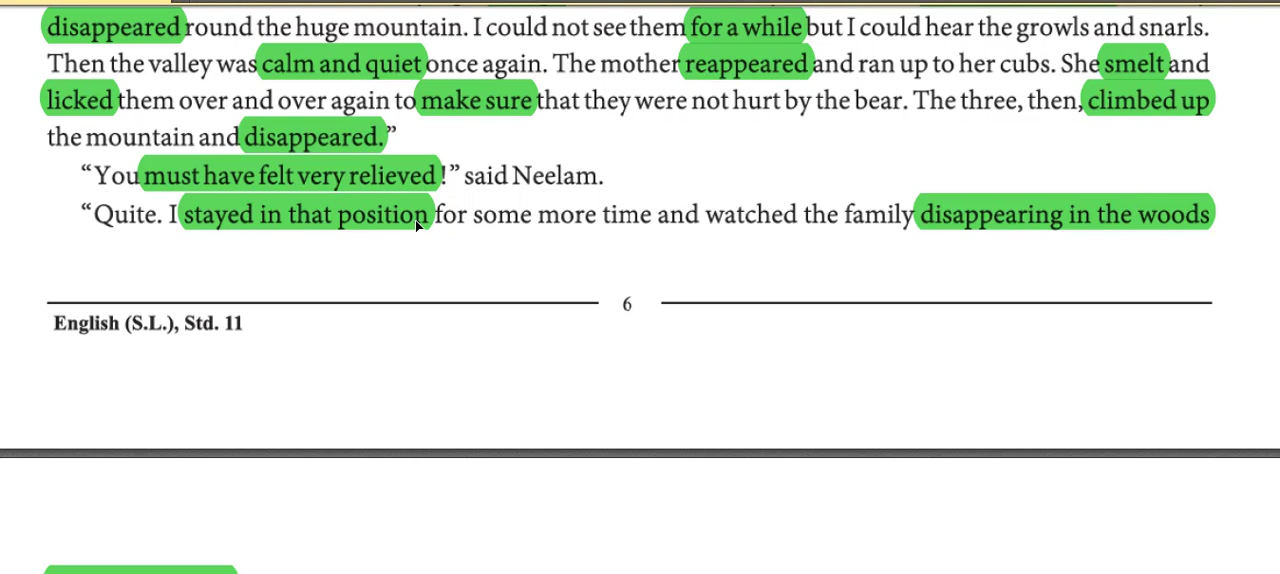 disappeared round the huge mountain. I could not see them for a while but I could hear the growls and snarls.
Then the valley was calm and quiet once again. The mother reappeared and ran up to her cubs. She smelt and
licked them over and over again to make sure that they were not hurt by the bear. The three, then, climbed up
the mountain and disappeared.”
“You must have felt very relieved!” said Neelam.
“Quite. I stayed in that position for some more time and watched the family disappearing in the woods
6
English (S.L.), Std. 11